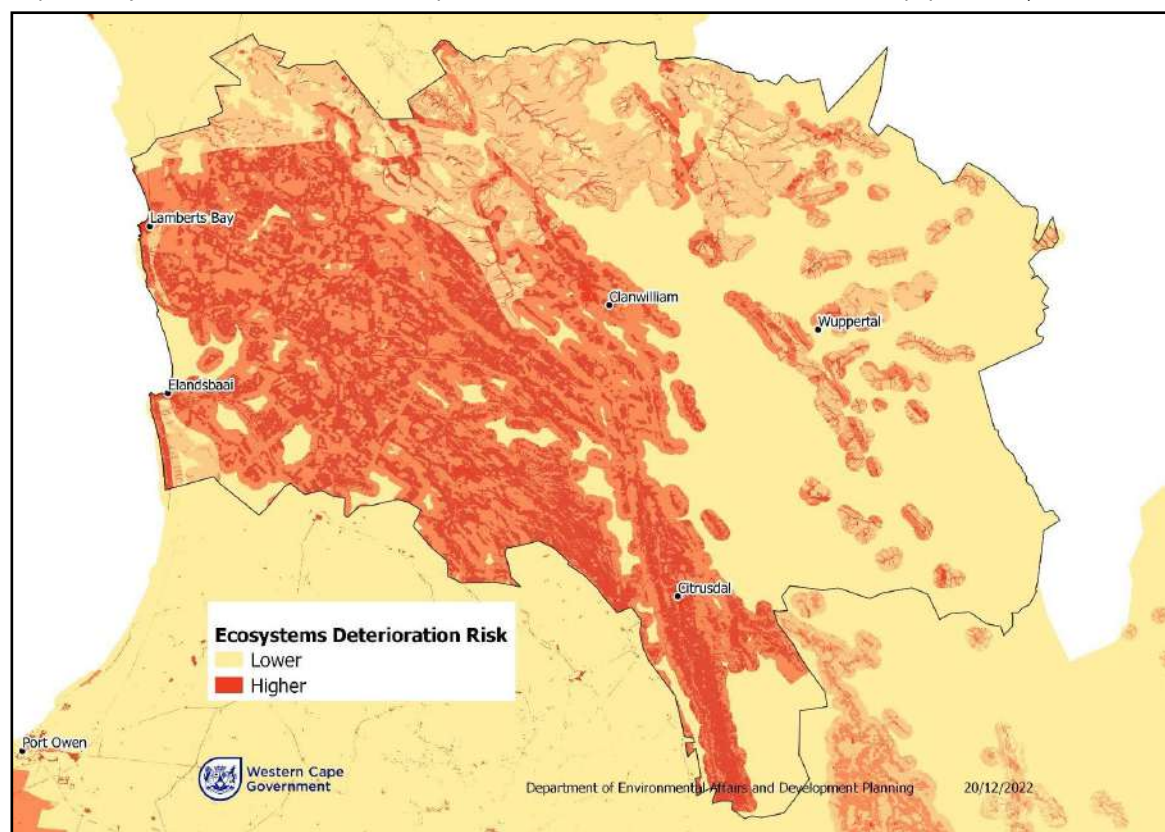 Lamberts Bay
Clanwilliam
Wuppertal
Elandsbaai
Citrusdal
Ecosystems Deterioration Risk
Lower
Higher
Port Owen
Western Cape
Government
Department of Environmental Affairs and Development Planning 20/12/2022